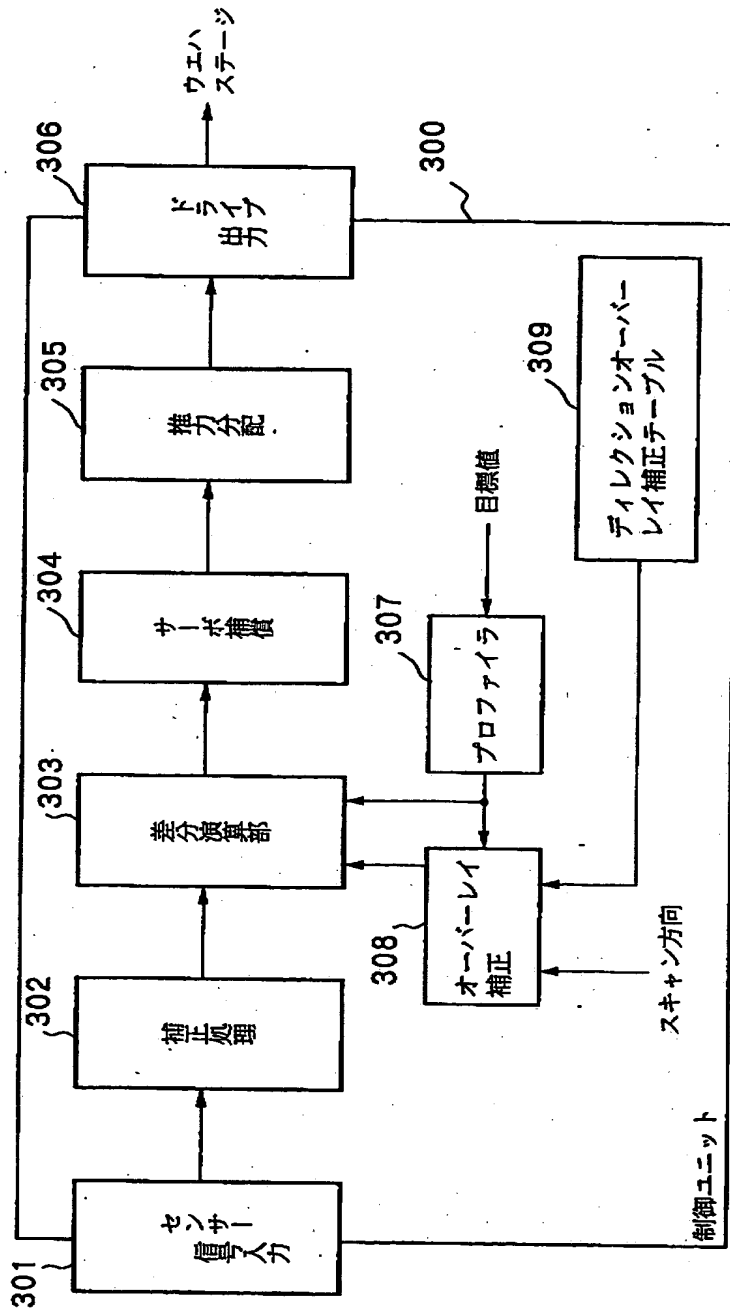 301
センサー
信号入力
302
補正処理
303
差分演算部
304
サーボ補償
305
推力分配
306
ドライブ
出力
ウエハ
ステージ
300
307
プロファイラ
目標値
308
オーバーレイ
補正
スキャン方向
309
ディレクションオーバー
レイ補正テーブル
制御ユニット